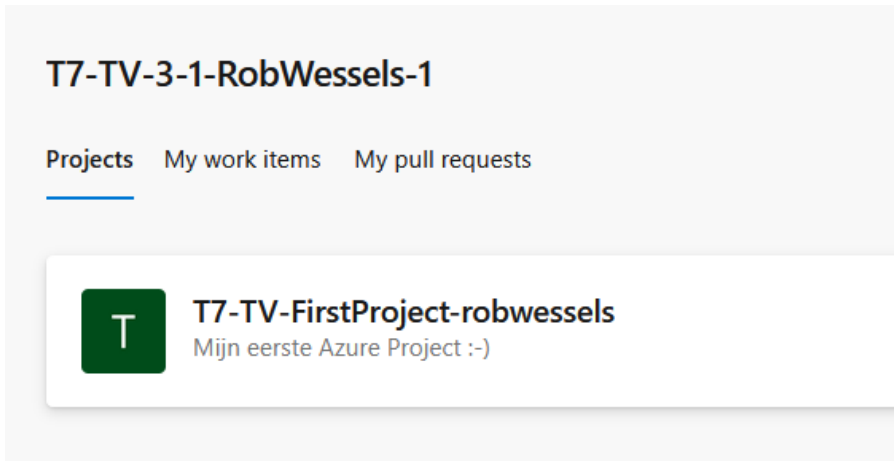 T7-TV-3-1-RobWessels-1
Projects My work items My pull requests
T
T7-TV-FirstProject-robwessels
Mijn eerste Azure Project :-)